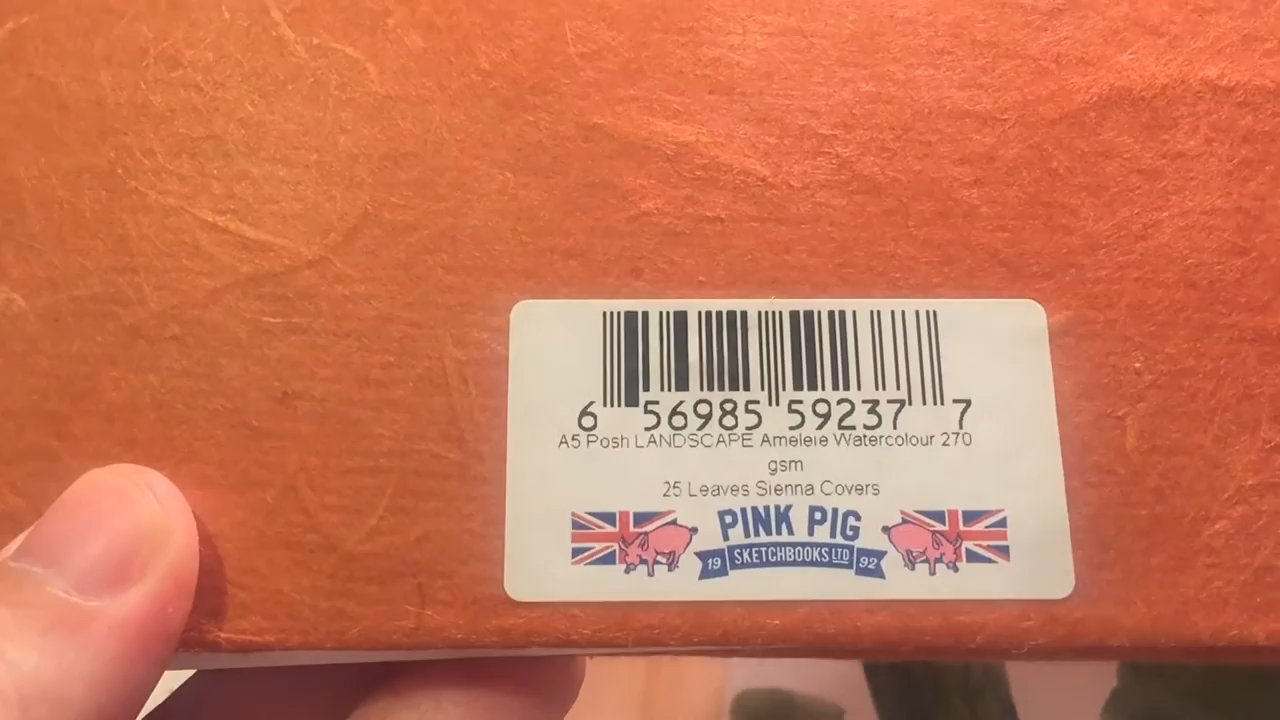 6 56985 59237 7
A5 Posh LANDSCAPE Ameleie Watercolour 270
gsm
25 Leaves Sienna Covers
PINK PIG
19 SKETCHBOOKS LTD 92